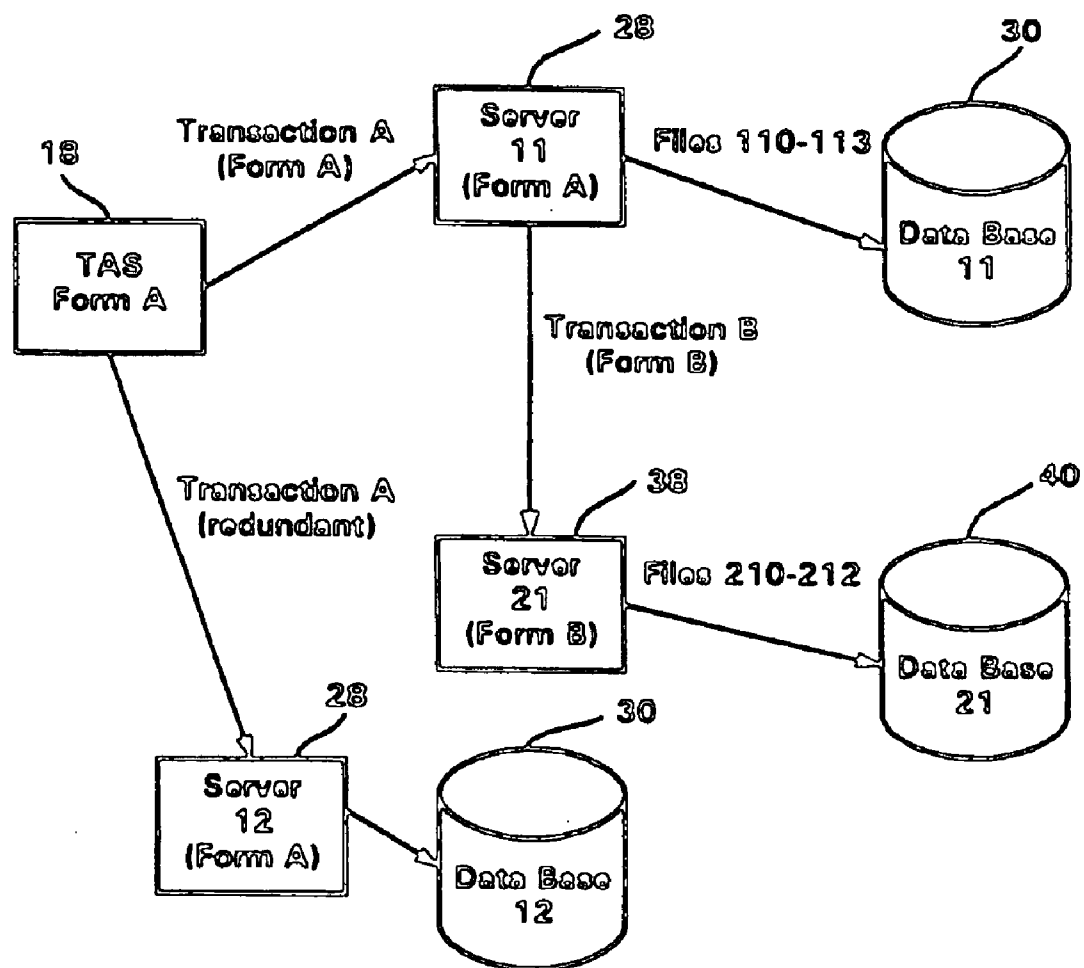 28
30
18
Transaction A
(Form A)
Server
11
(Form A)
Files 110-113
Data Base
11
TAS
Form A
Transaction B
(Form B)
Transaction A
(redundant)
38
40
Server
21
(Form B)
Files 210-212
Data Base
21
28
30
Server
12
(Form A)
Data Base
12